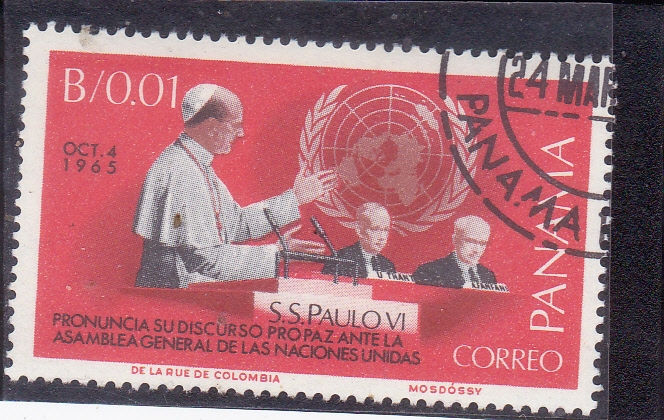 B/0.01
OCT. 4
1965
24 MAR
PANAMA
PANAMA
U THANT
A.FANFANI
S.S. PAULO VI
PRONUNCIA SU DISCURSO PRO PAZ ANTE LA
ASAMBLEA GENERAL DE LAS NACIONES UNIDAS
CORREO
DE LA RUE DE COLOMBIA
MOSDÓSSY